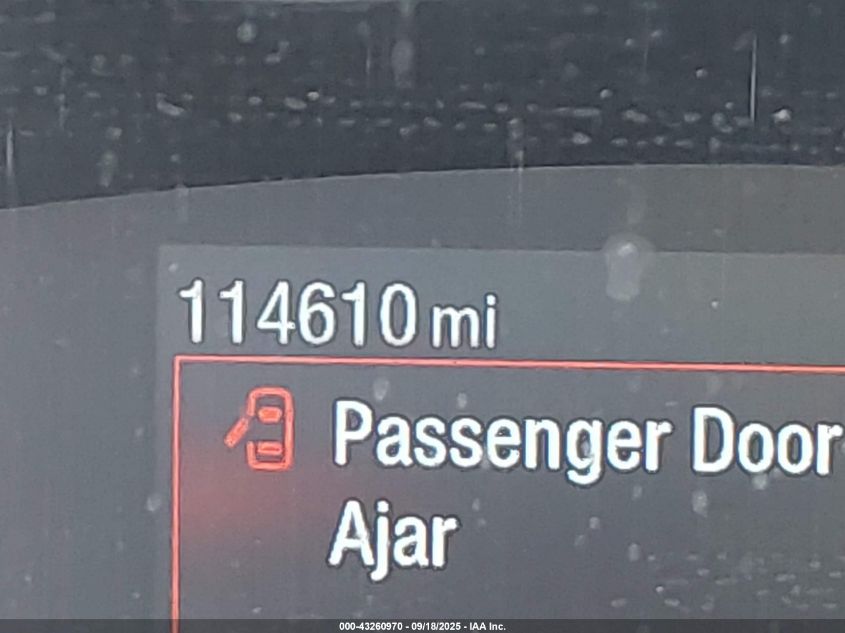 114610 mi
Passenger Door
Ajar
000-43260970 - 09/18/2025 - IAA Inc.